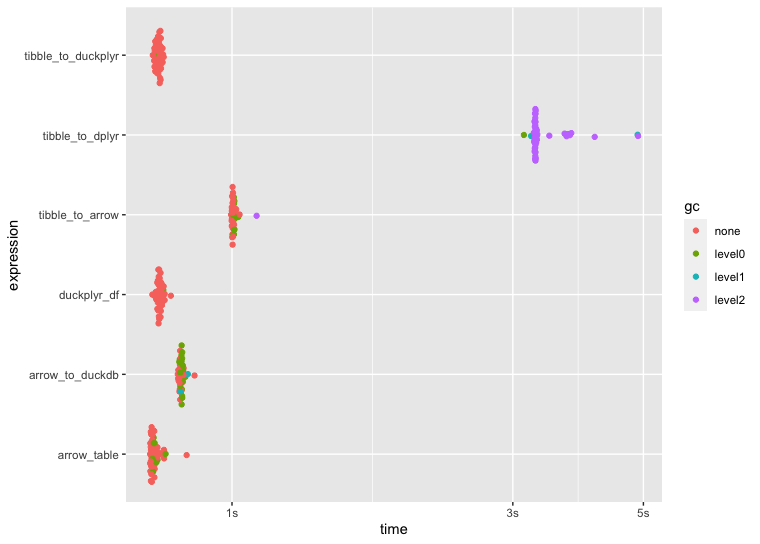 expression
tibble_to_duckplyr
tibble_to_dplyr
tibble_to_arrow
duckplyr_df
arrow_to_duckdb
arrow_table
1s
3s
5s
time
gc
none
level0
level1
level2